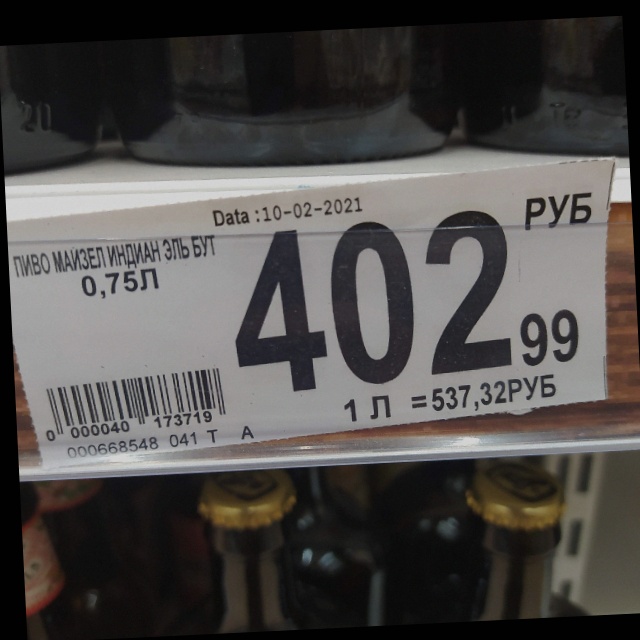 20
Data :10-02-2021
РУБ
ПИВО МАЙЗЕЛ ИНДИАН ЭЛЬ БУТ
0,75Л
402 99
1 Л =537,32РУБ
0 000040 173719
000668548 041 Т А